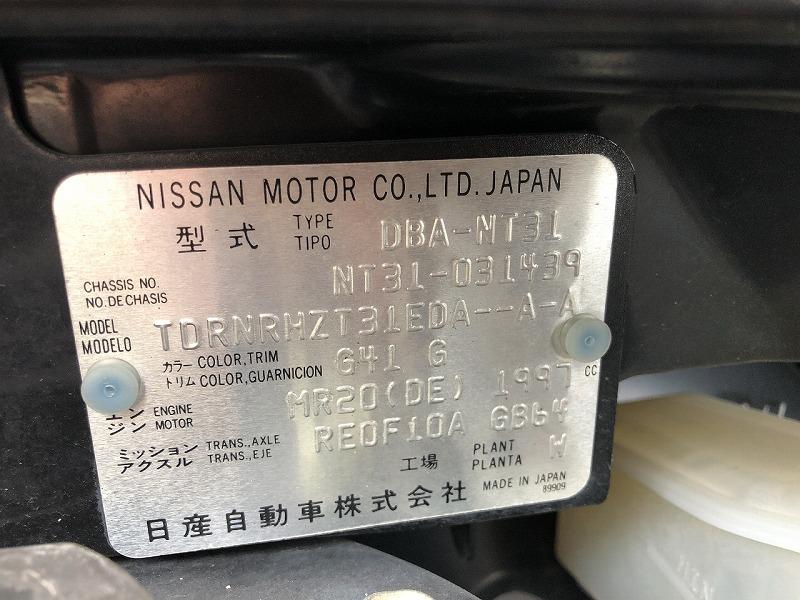 NISSAN MOTOR CO.,LTD. JAPAN
型式 TYPE TIPO DBA-NT31
CHASSIS NO. NO. DE CHASIS NT31-031439
MODEL MODELO TDRNRHZT31EDA--A-A
カラー COLOR,TRIM トリム COLOR,GUARNICION G41 G
エンジン ENGINE MOTOR MR20(DE) 1997 CC
ミッション TRANS.,AXLE アクスル TRANS.,EJE RE0F10A GB64
工場 PLANT PLANTA W
日産自動車株式会社 MADE IN JAPAN
89909
MIN